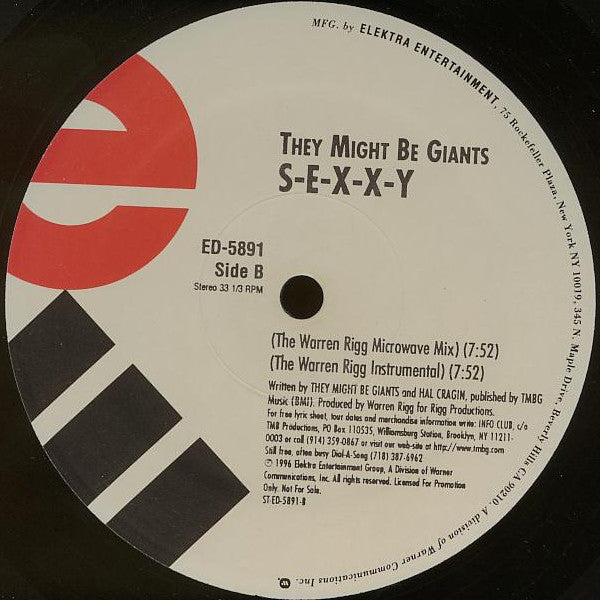 MFG. by ELEKTRA ENTERTAINMENT, 75 Rockefeller Plaza, New York NY 10019, 345 N. Maple Drive, Beverly Hills CA 90210. A division of Warner Communications Inc.
e
THEY MIGHT BE GIANTS
S-E-X-X-Y
ED-5891
Side B
Stereo 33 1/3 RPM
(The Warren Rigg Microwave Mix) (7:52)
(The Warren Rigg Instrumental) (7:52)
Written by THEY MIGHT BE GIANTS and HAL CRAGIN, published by TMBG
Music (BMI). Produced by Warren Rigg for Rigg Productions.
For free lyric sheet, tour dates and merchandise information write: INFO CLUB, c/o
TMB Productions, PO Box 110535, Williamsburg Station, Brooklyn, NY 11211-
0003 or call (914) 359-0867 or visit our web-site at http://www.tmbg.com
Still free, often busy Dial-A-Song (718) 387-6962
℗ 1996 Elektra Entertainment Group, A Division of Warner
Communications, Inc. All rights reserved. Licensed For Promotion
Only. Not For Sale.
ST-ED-5891-B